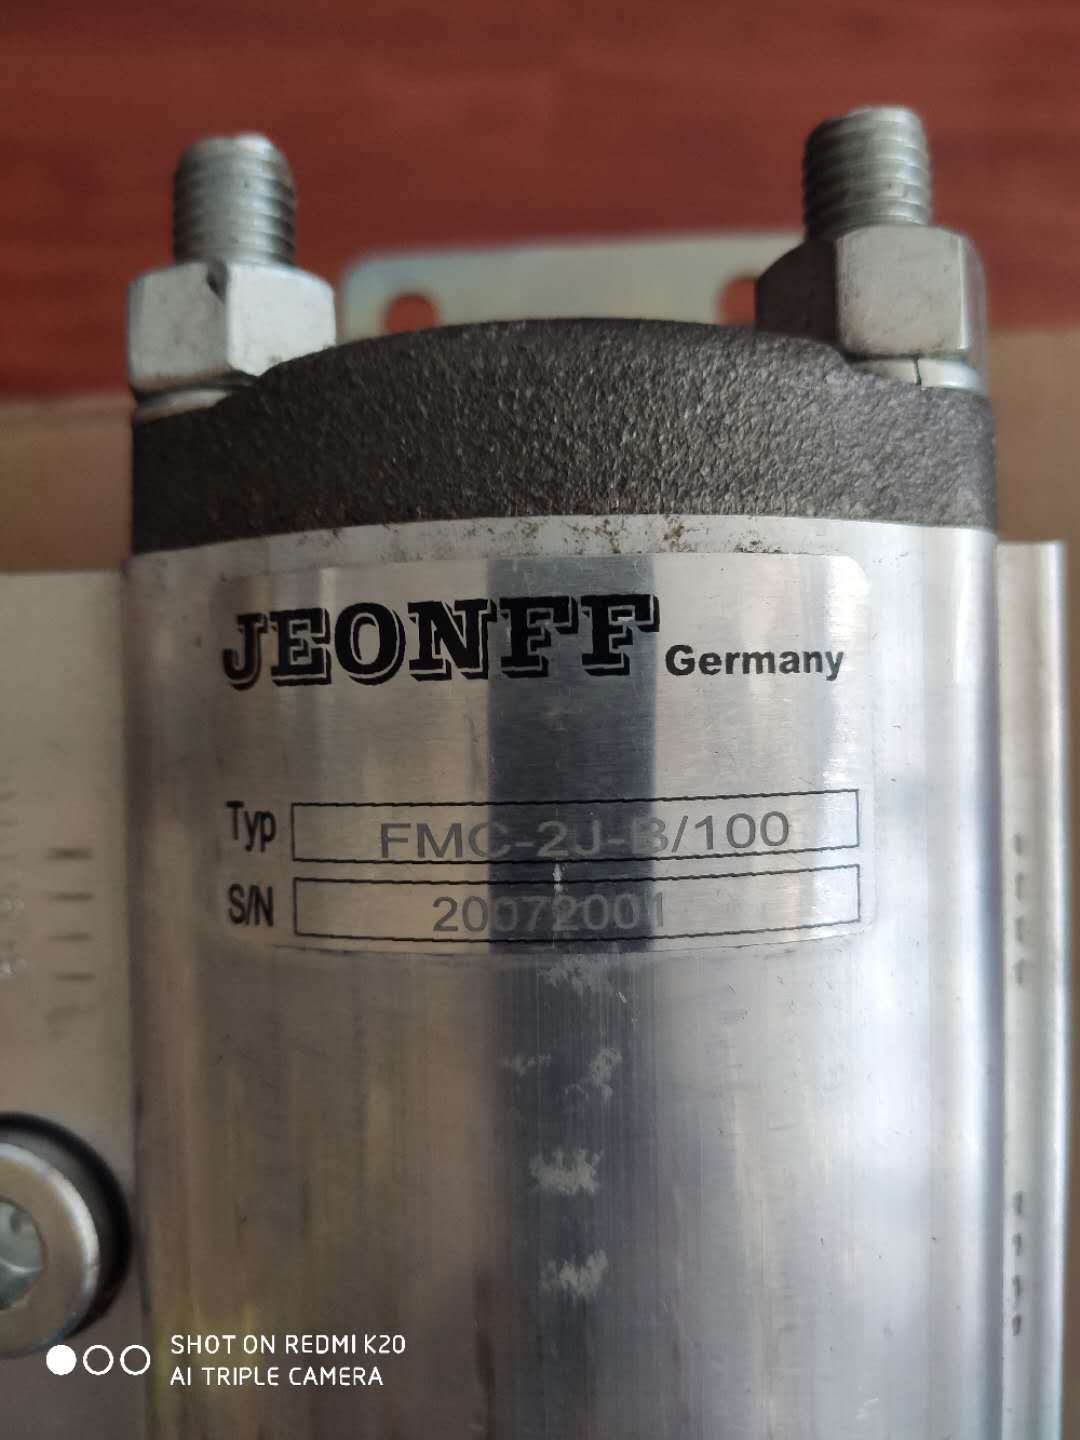 JEONFF Germany
Typ FMC-2J-B/100
S/N 20072001
SHOT ON REDMI K20
AI TRIPLE CAMERA